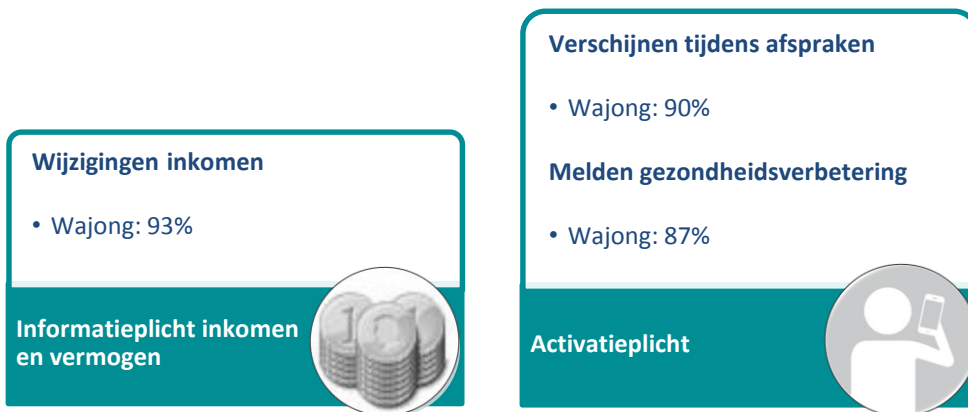 Wijzigingen inkomen
• Wajong: 93%
Informatieplicht inkomen
en vermogen
Verschijnen tijdens afspraken
• Wajong: 90%
Melden gezondheidsverbetering
• Wajong: 87%
Activatieplicht